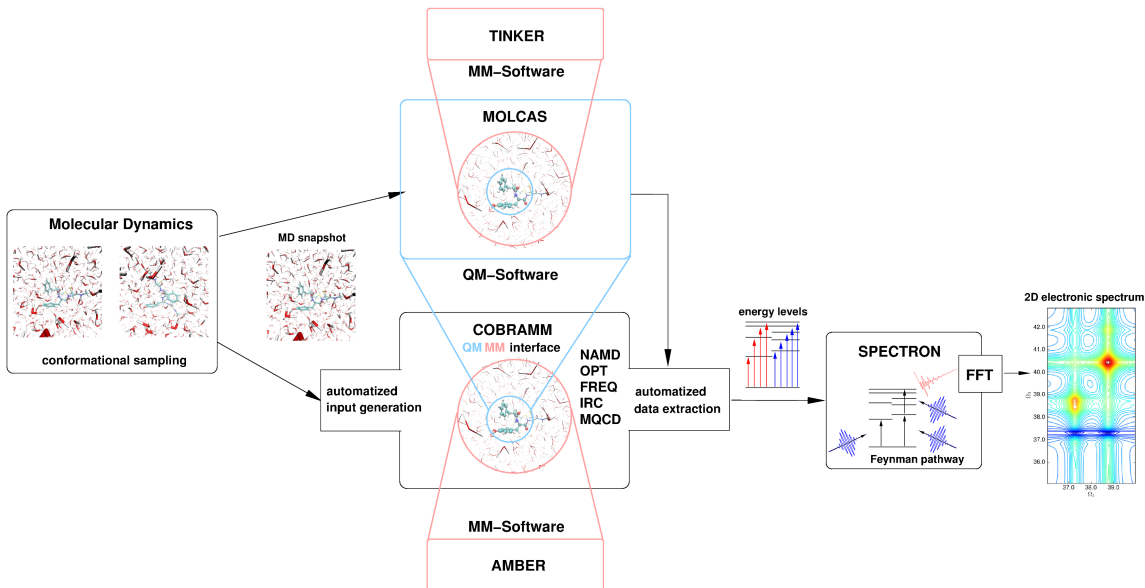 TINKER
MM–Software
MOLCAS
QM–Software
Molecular Dynamics
conformational sampling
MD snapshot
COBRAMM
QM MM interface
automatized
input generation
NAMD
OPT
FREQ
IRC
MQCD
automatized
data extraction
MM–Software
AMBER
energy levels
SPECTRON
FFT
Feynman pathway
2D electronic spectrum
42.0
41.0
40.0
39.0
38.0
37.0
36.0
37.0 38.0 39.0
Ω₁